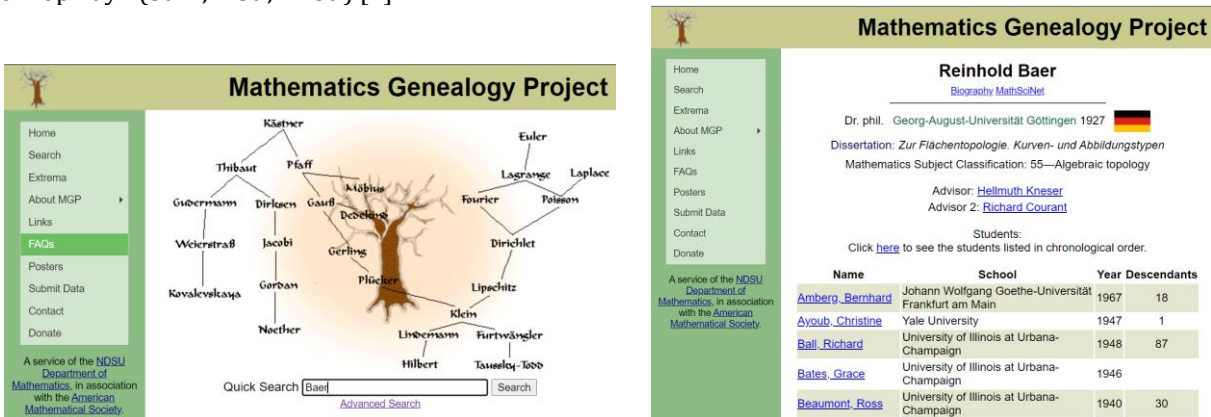 Mathematics Genealogy Project
Home
Search
Extrema
About MGP
Links
FAQs
Posters
Submit Data
Contact
Donate
A service of the NDSU
Department of
Mathematics, in association
with the American
Mathematical Society.
Kästner
Euler
Thibaut
Pfaff
Lagrange
Laplace
Möbius
Gudermann
Dirksen
Gauß
Dedekind
Fourier
Poisson
Weierstraß
Jacobi
Gerling
Dirichlet
Kovalevskaya
Gordan
Plücker
Lipschitz
Klein
Noether
Lindemann
Furtwängler
Hilbert
Taussky-Todd
Quick Search Baer Search
Advanced Search
Mathematics Genealogy Project
Home
Search
Extrema
About MGP
Links
FAQs
Posters
Submit Data
Contact
Donate
A service of the NDSU
Department of
Mathematics, in association
with the American
Mathematical Society.
Reinhold Baer
Biography MathSciNet
Dr. phil. Georg-August-Universität Göttingen 1927
Dissertation: Zur Flächentopologie. Kurven- und Abbildungstypen
Mathematics Subject Classification: 55—Algebraic topology
Advisor: Hellmuth Kneser
Advisor 2: Richard Courant
Students:
Click here to see the students listed in chronological order.
Name School Year Descendants
Amberg, Bernhard Johann Wolfgang Goethe-Universität Frankfurt am Main 1967 18
Ayoub, Christine Yale University 1947 1
Ball, Richard University of Illinois at Urbana-Champaign 1948 87
Bates, Grace University of Illinois at Urbana-Champaign 1946
Beaumont, Ross University of Illinois at Urbana-Champaign 1940 30